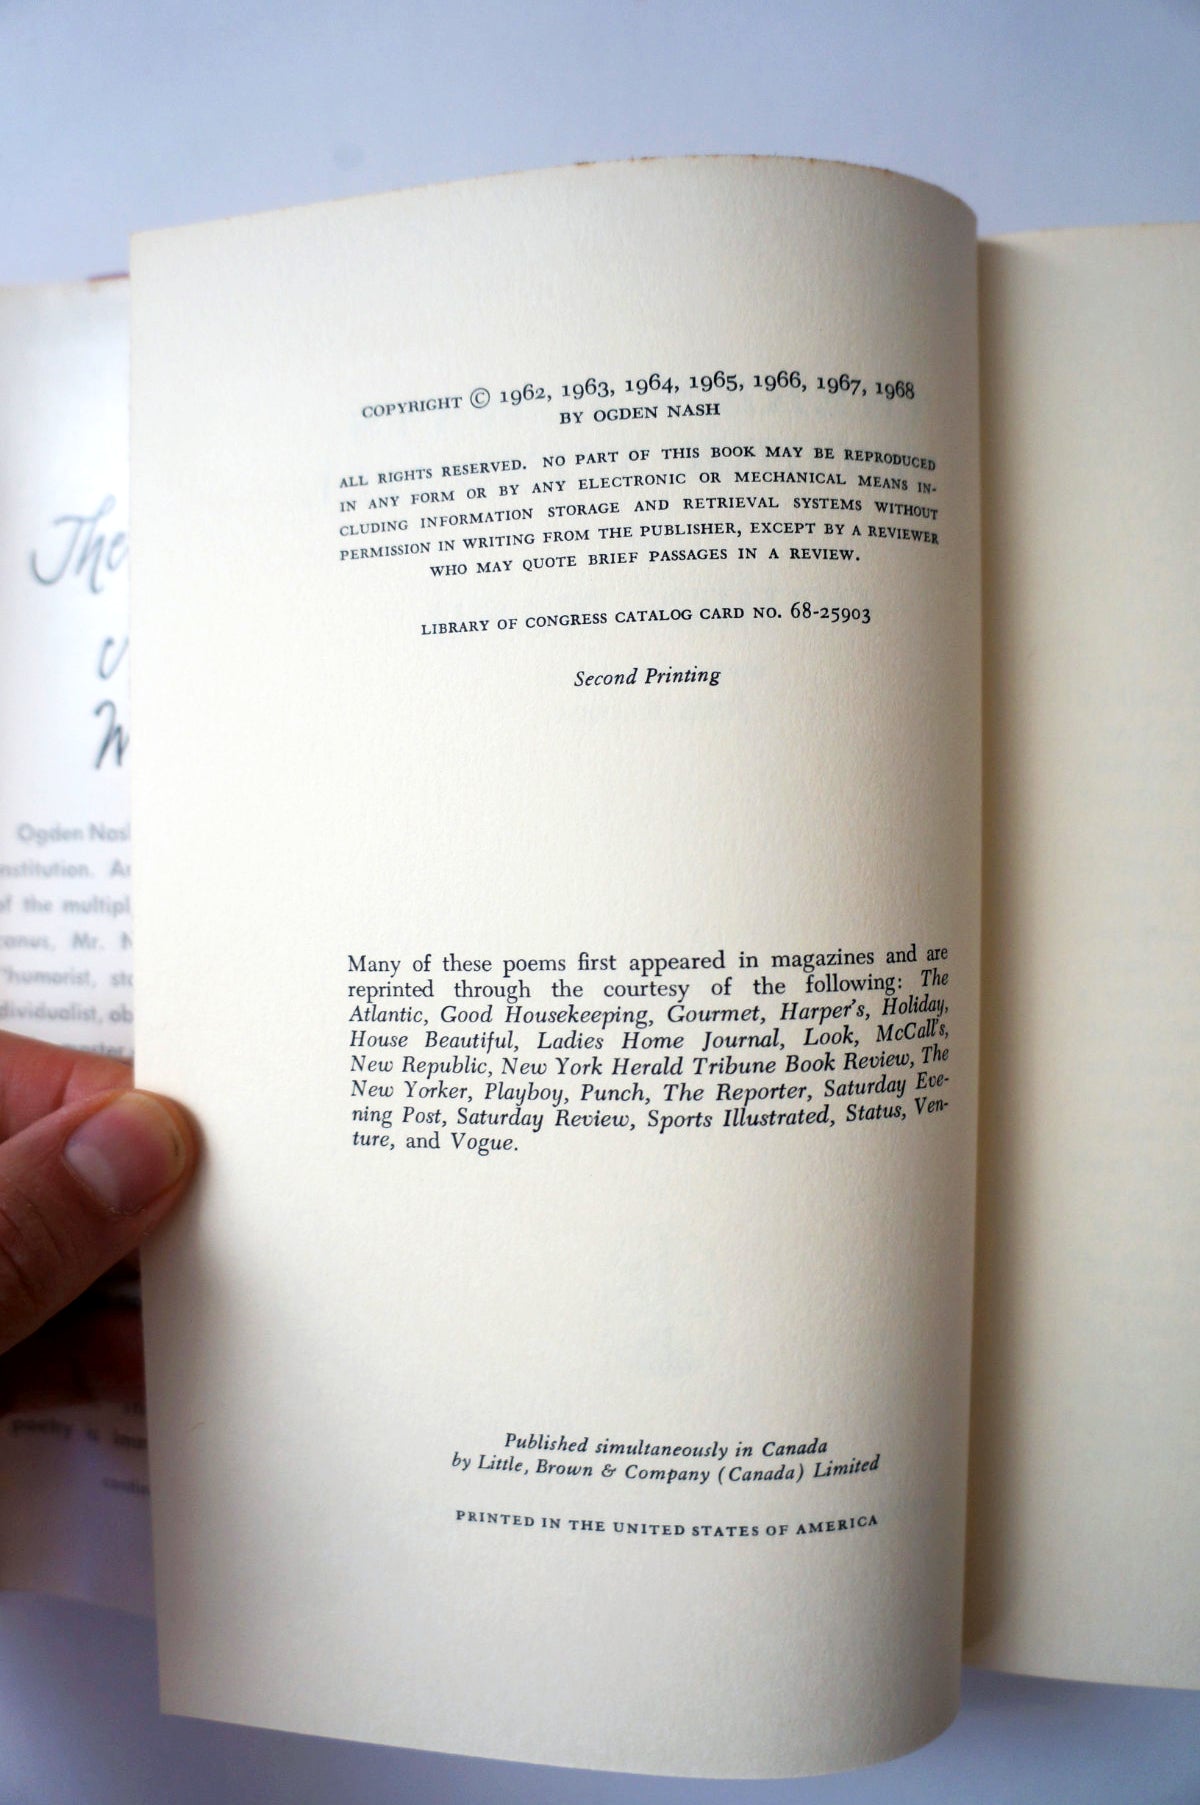 The
Ogden Nas
nstitution. Ar
of the multipl
canus, Mr. N
"humorist, sto
dividualist, ob
COPYRIGHT © 1962, 1963, 1964, 1965, 1966, 1967, 1968
BY OGDEN NASH
ALL RIGHTS RESERVED. NO PART OF THIS BOOK MAY BE REPRODUCED
IN ANY FORM OR BY ANY ELECTRONIC OR MECHANICAL MEANS IN-
CLUDING INFORMATION STORAGE AND RETRIEVAL SYSTEMS WITHOUT
PERMISSION IN WRITING FROM THE PUBLISHER, EXCEPT BY A REVIEWER
WHO MAY QUOTE BRIEF PASSAGES IN A REVIEW.
LIBRARY OF CONGRESS CATALOG CARD NO. 68-25903
Second Printing
Many of these poems first appeared in magazines and are
reprinted through the courtesy of the following: The
Atlantic, Good Housekeeping, Gourmet, Harper's, Holiday,
House Beautiful, Ladies Home Journal, Look, McCall's,
New Republic, New York Herald Tribune Book Review, The
New Yorker, Playboy, Punch, The Reporter, Saturday Eve-
ning Post, Saturday Review, Sports Illustrated, Status, Ven-
ture, and Vogue.
Published simultaneously in Canada
by Little, Brown & Company (Canada) Limited
PRINTED IN THE UNITED STATES OF AMERICA